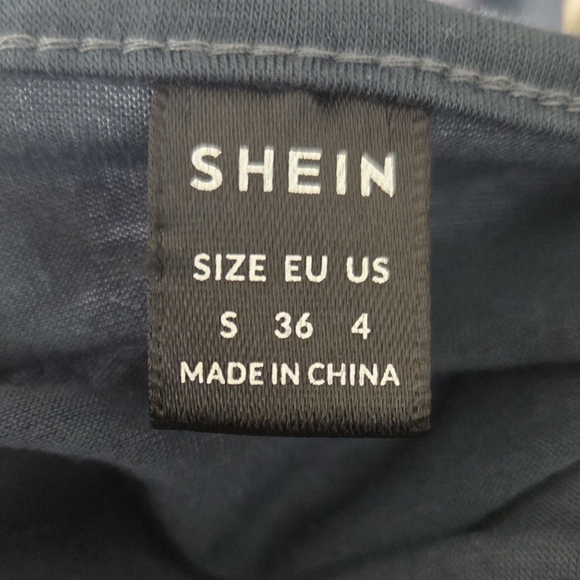 SHEIN
SIZE EU US
S 36 4
MADE IN CHINA